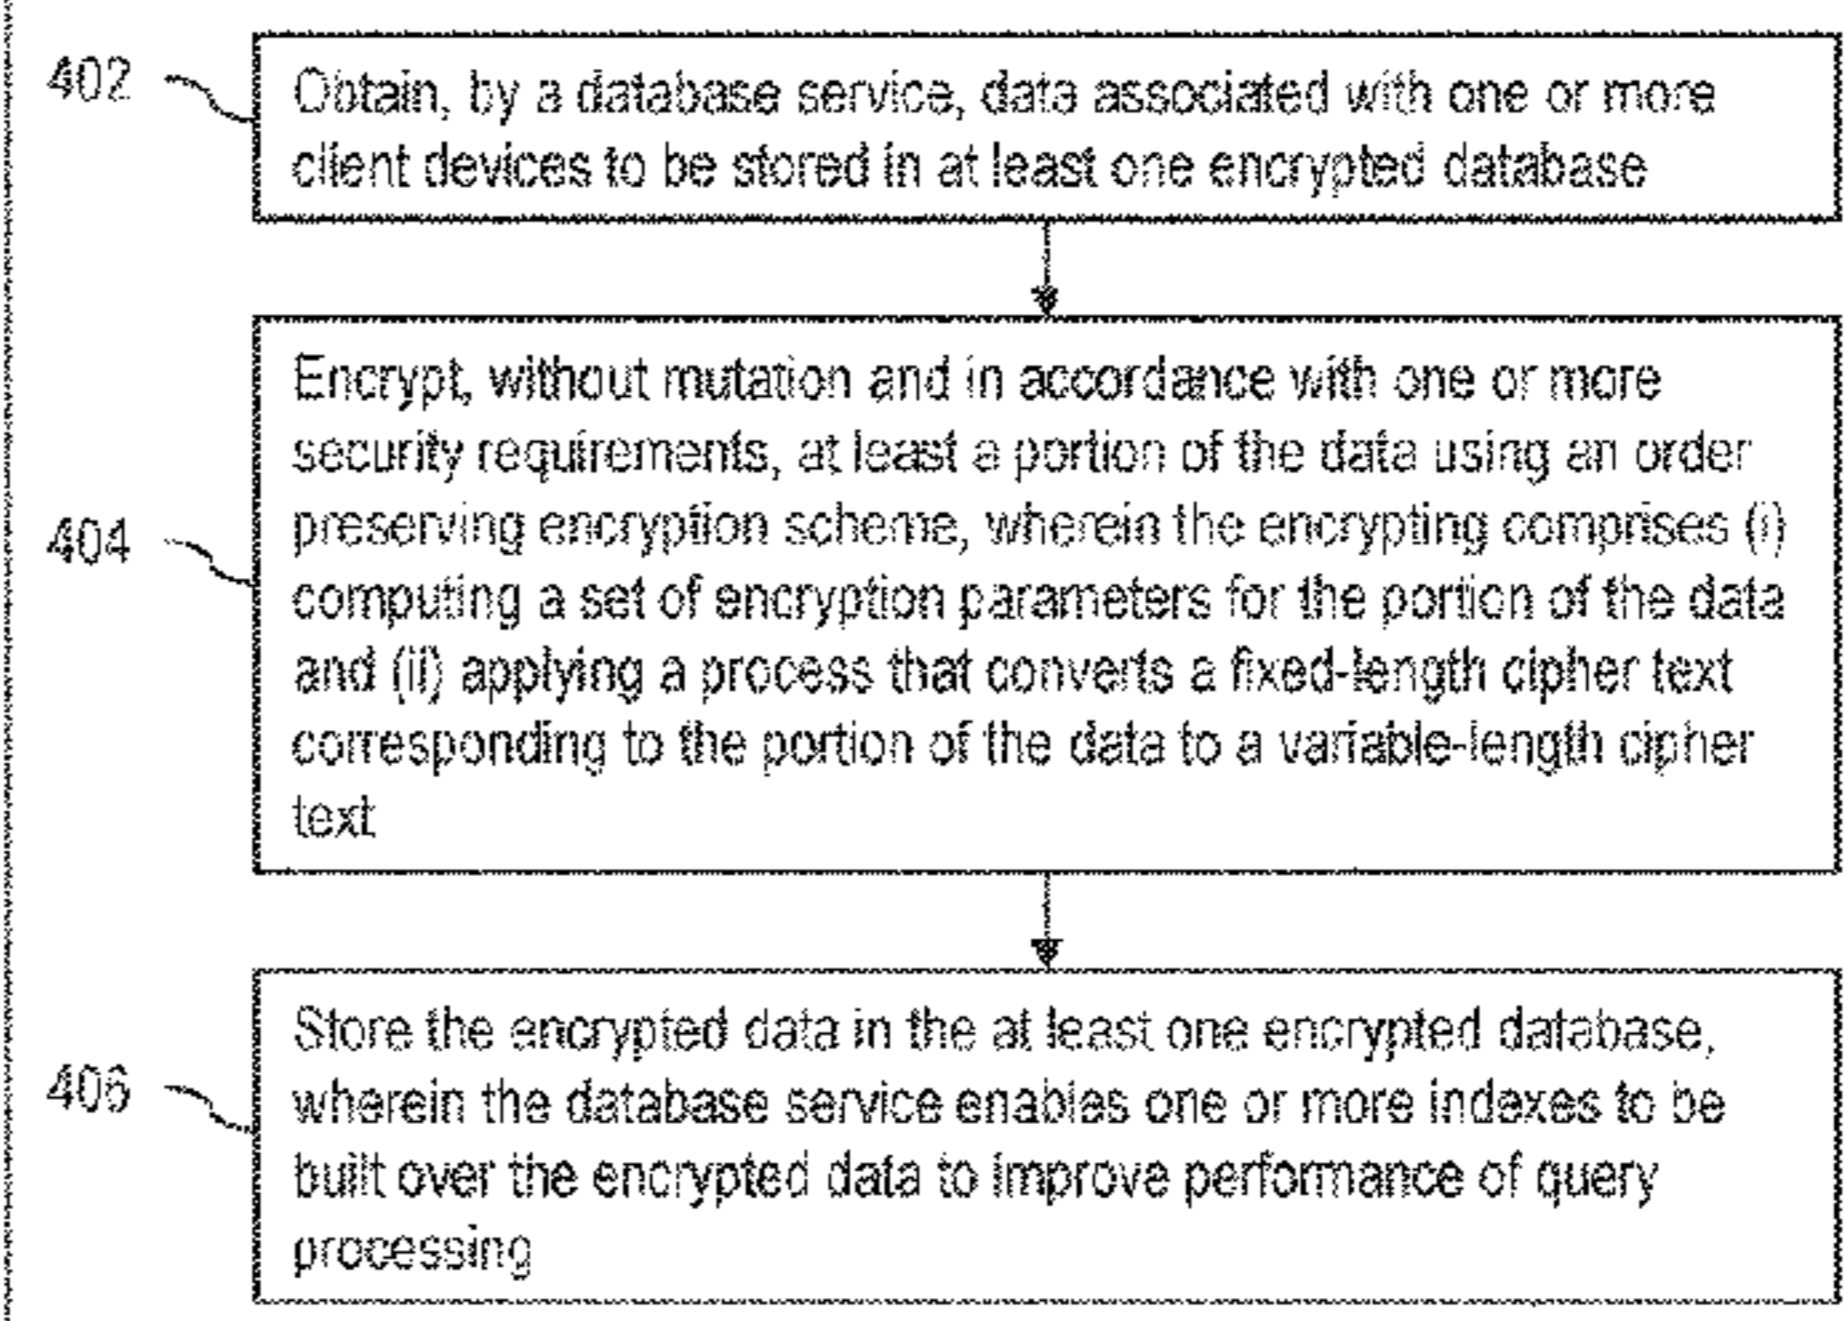 402
Obtain, by a database service, data associated with one or more
client devices to be stored in at least one encrypted database
Encrypt, without mutation and in accordance with one or more
security requirements, at least a portion of the data using an order
preserving encryption scheme, wherein the encrypting comprises (i)
404
computing a set of encryption parameters for the portion of the data
and (ii) applying a process that converts a fixed-length cipher text
corresponding to the portion of the data to a variable-length cipher
text
Store the encrypted data in the at least one encrypted database,
406
wherein the database service enables one or more indexes to be
built over the encrypted data to improve performance of query
processing